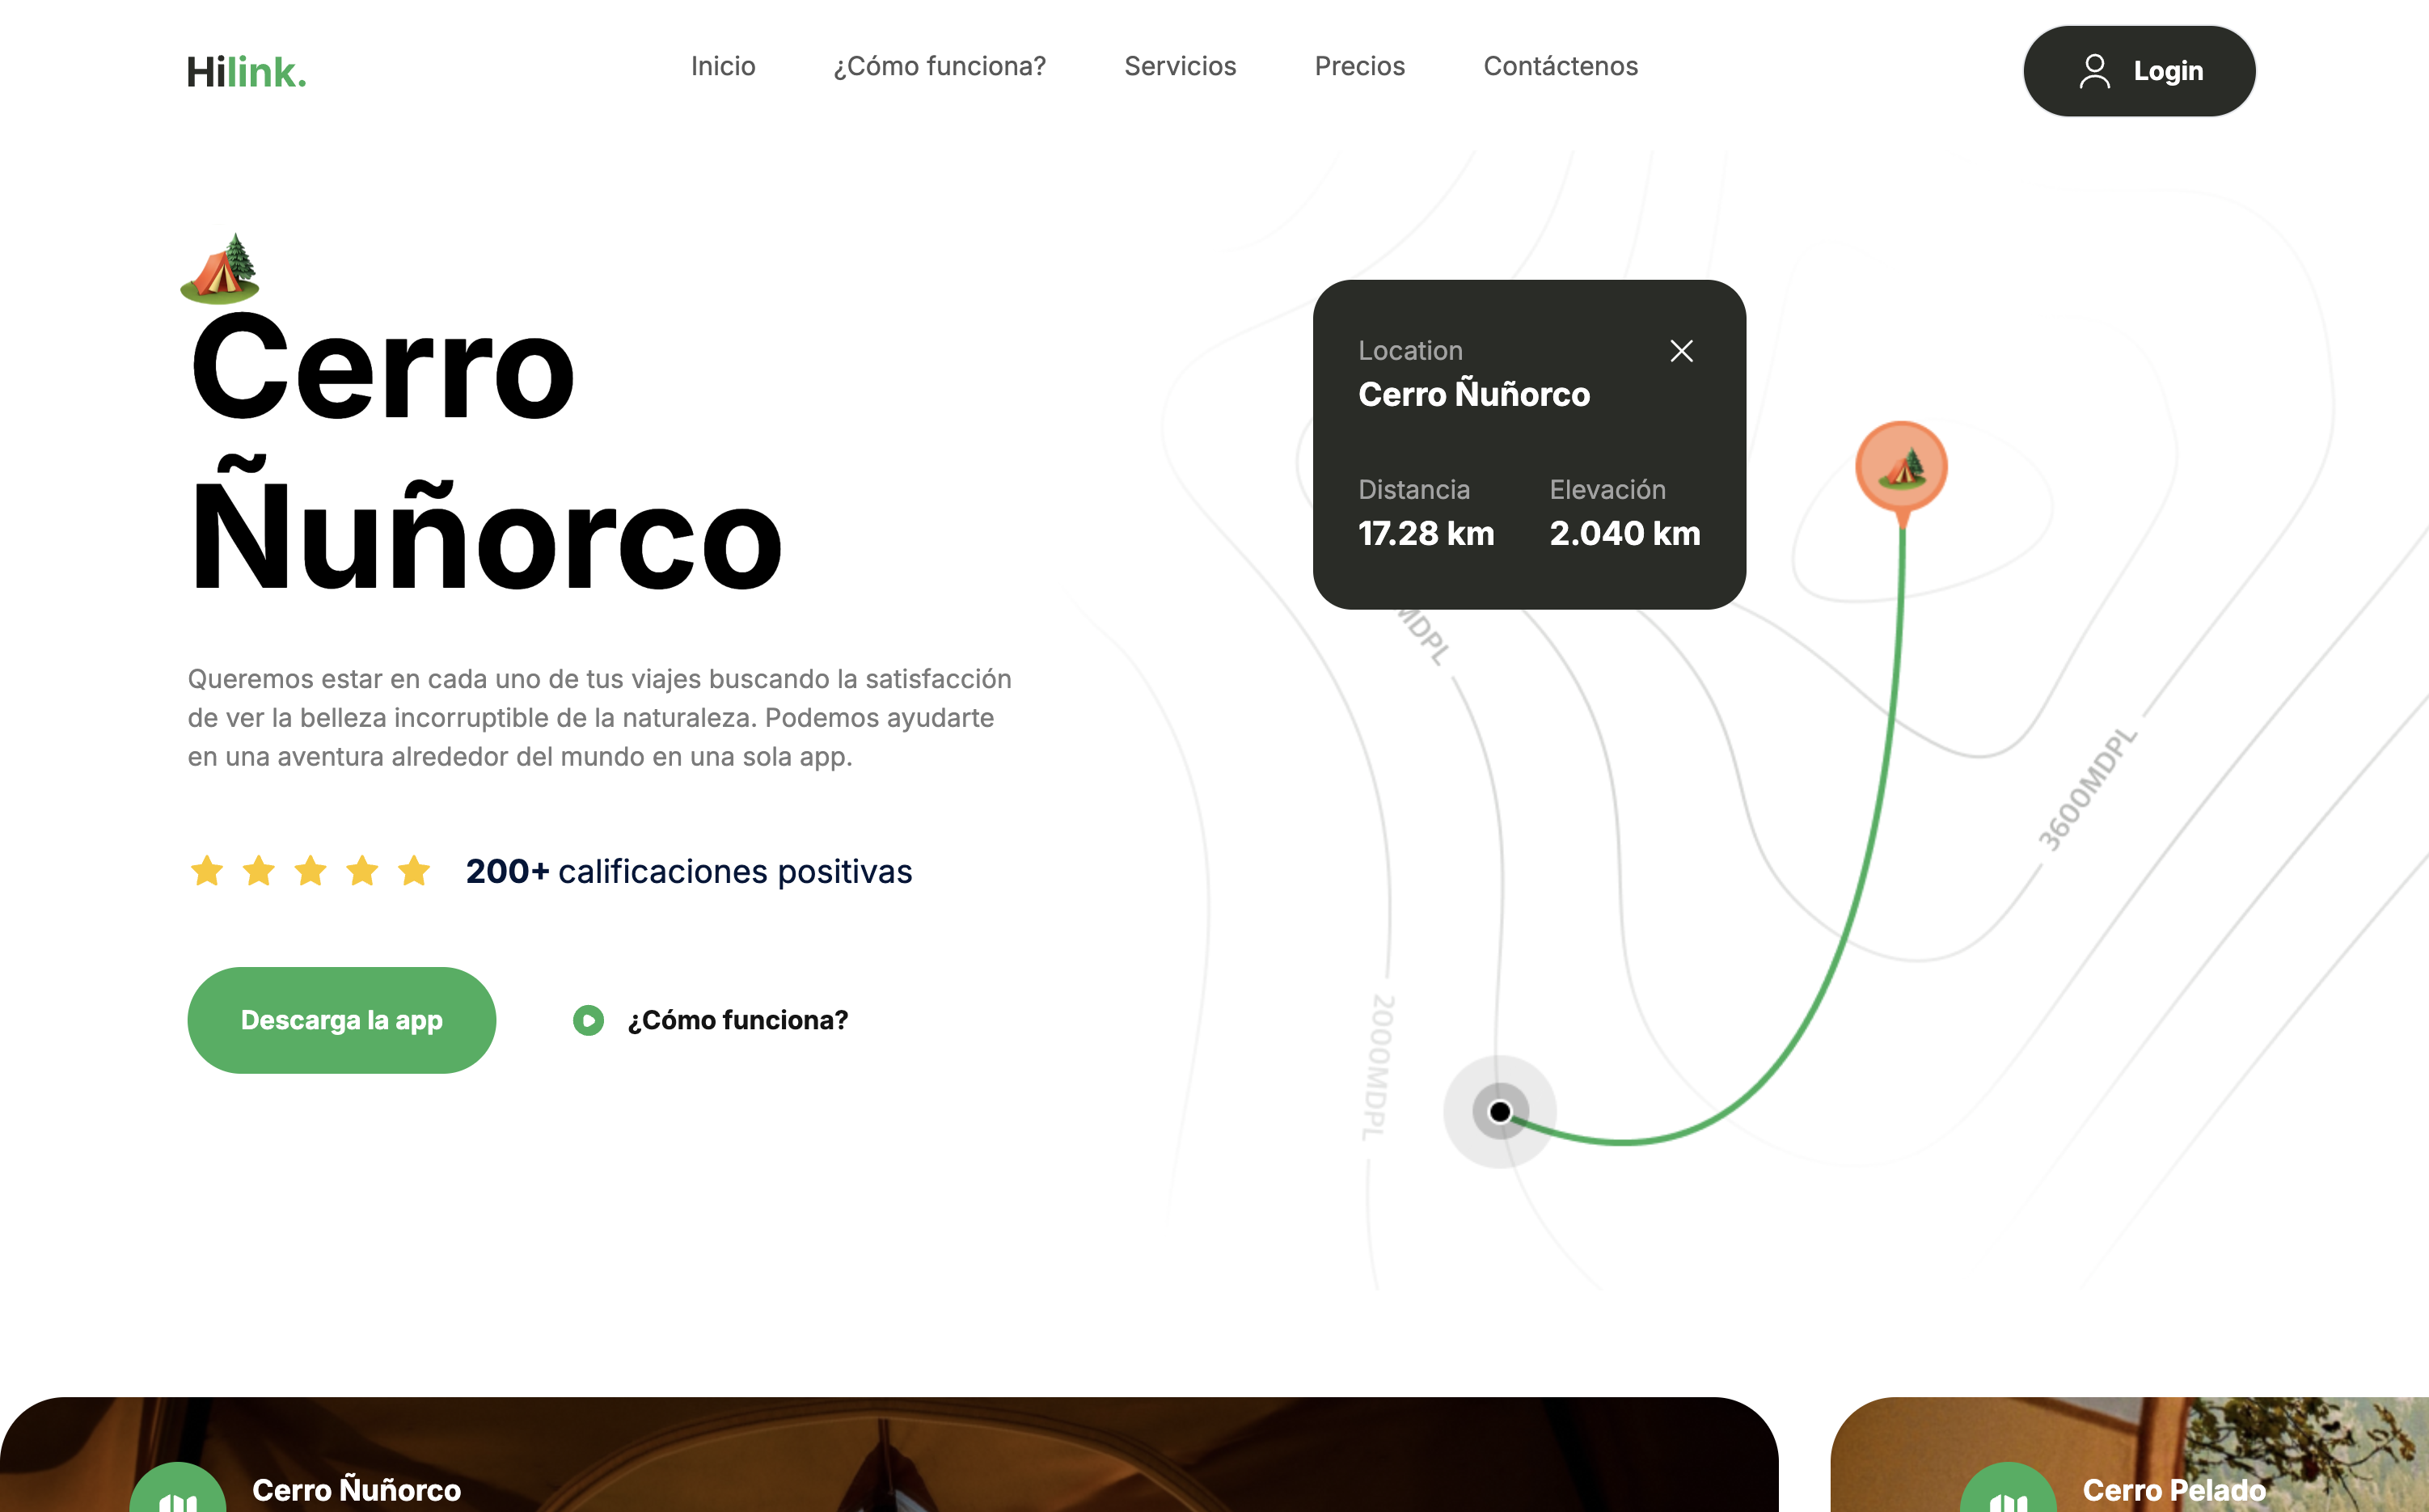 Hilink.
Inicio
¿Cómo funciona?
Servicios
Precios
Contáctenos
Login
Cerro
Ñuñorco
Queremos estar en cada uno de tus viajes buscando la satisfacción
de ver la belleza incorruptible de la naturaleza. Podemos ayudarte
en una aventura alrededor del mundo en una sola app.
200+ calificaciones positivas
Descarga la app
¿Cómo funciona?
Location
Cerro Ñuñorco
Distancia
17.28 km
Elevación
2.040 km
MDPL
3600MDPL
2000MDPL
Cerro Ñuñorco
Cerro Pelado